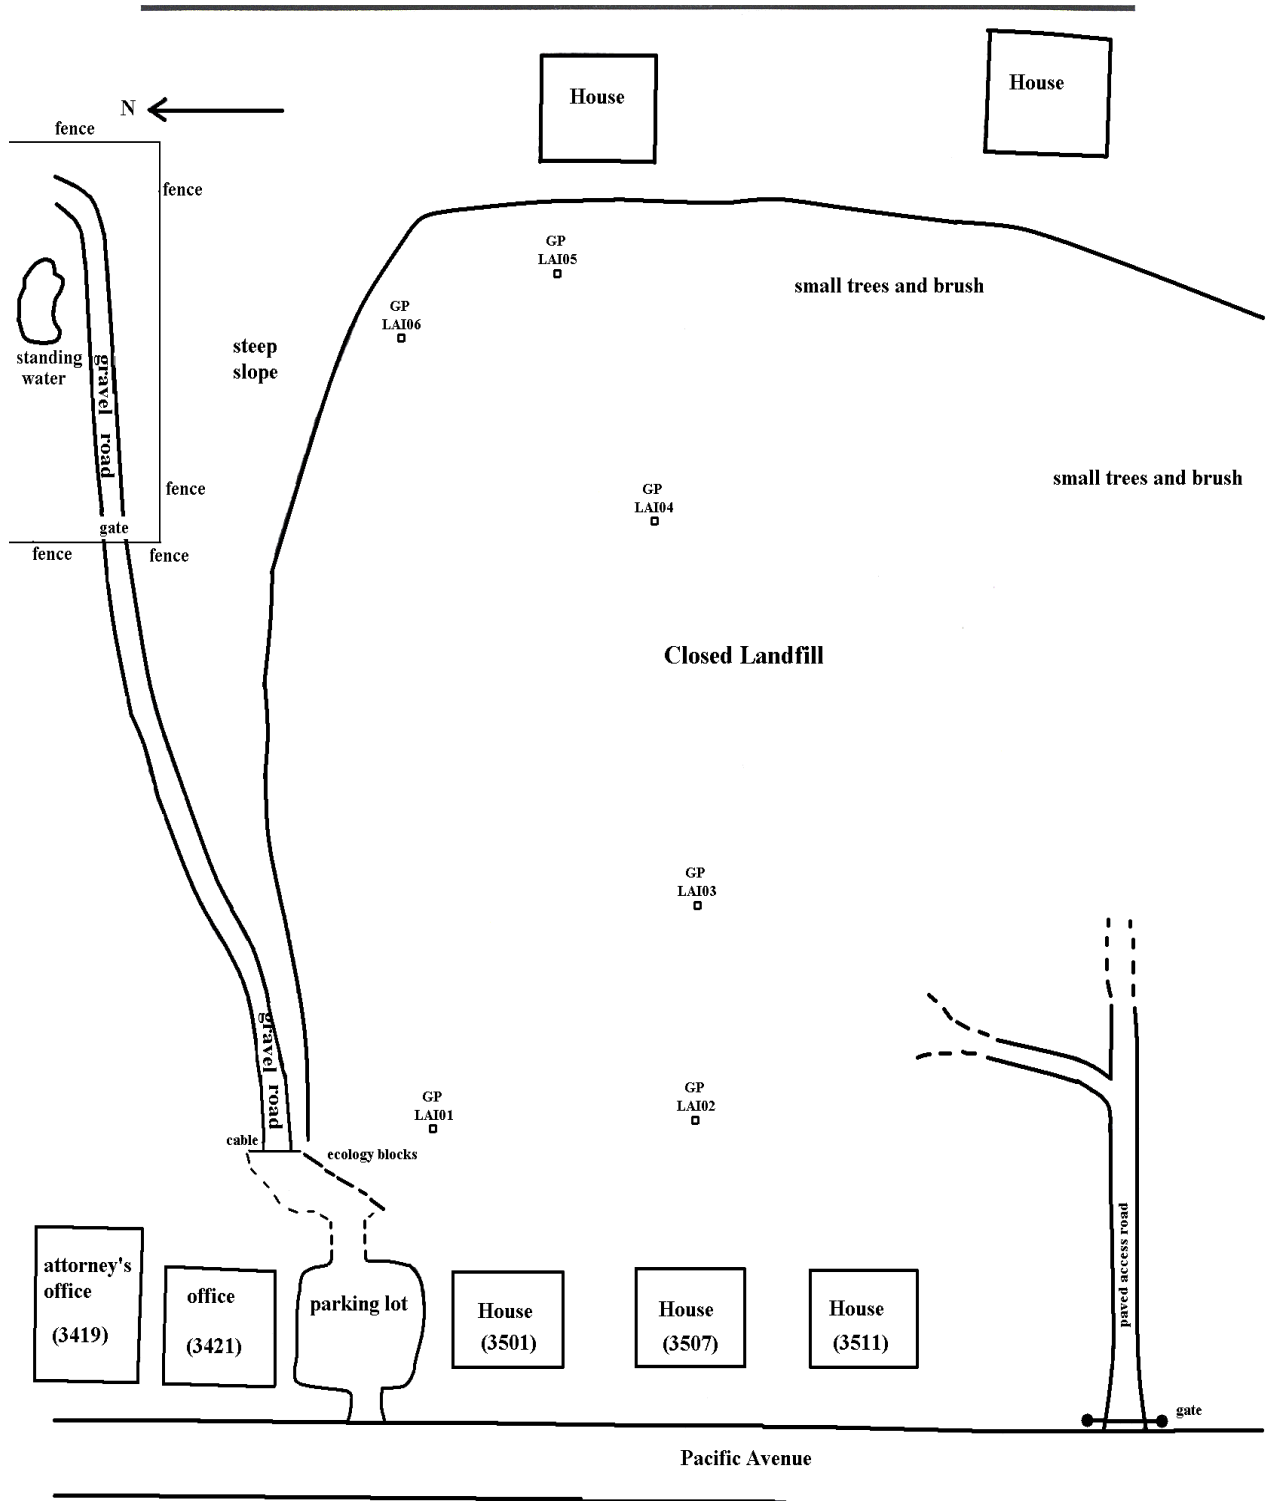 House
House
N
fence
fence
GP
LAI05
small trees and brush
GP
LAI06
steep
slope
standing
water
gravel road
small trees and brush
fence
GP
LAI04
gate
fence
fence
Closed Landfill
GP
LAI03
gravel road
GP
LAI01
GP
LAI02
cable
ecology blocks
paved access road
attorney's
office
(3419)
office
(3421)
parking lot
House
(3501)
House
(3507)
House
(3511)
gate
Pacific Avenue